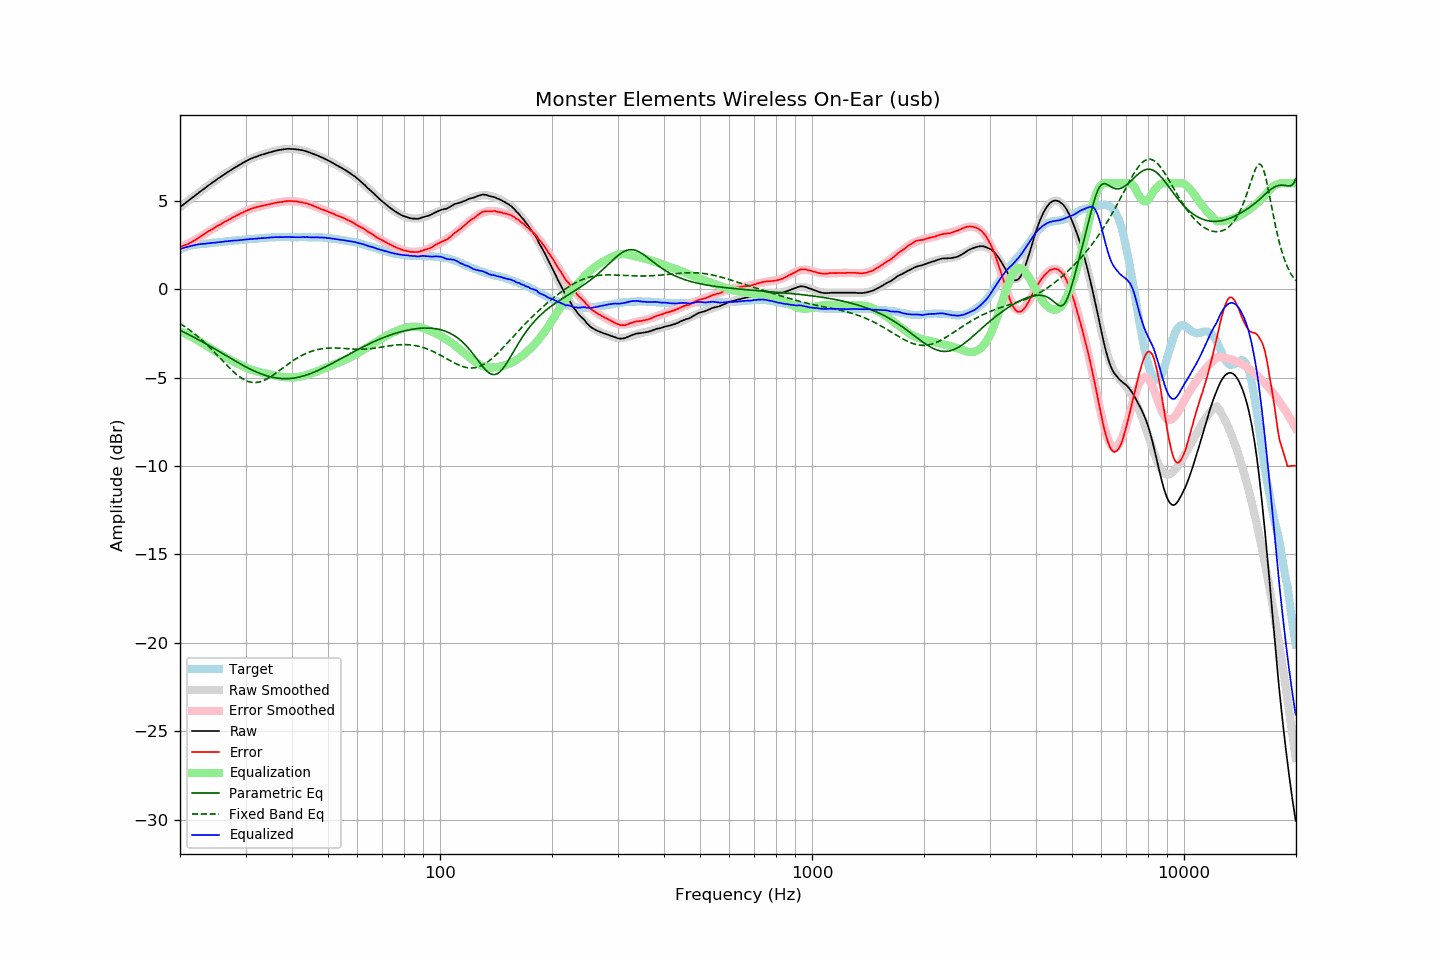 Monster Elements Wireless On-Ear (usb)
Amplitude (dBr)
5
0
−5
−10
−15
−20
−25
−30
Target
Raw Smoothed
Error Smoothed
Raw
Error
Equalization
Parametric Eq
Fixed Band Eq
Equalized
100
1000
10000
Frequency (Hz)